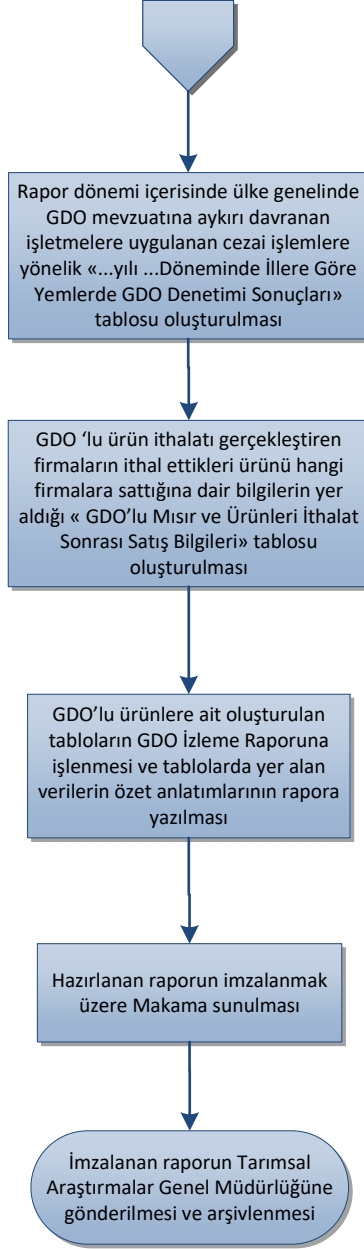 Rapor dönemi içerisinde ülke genelinde
GDO mevzuatına aykırı davranan
işletmelere uygulanan cezai işlemlere
yönelik «...yılı ...Döneminde İllere Göre
Yemlerde GDO Denetimi Sonuçları»
tablosu oluşturulması
GDO ‘lu ürün ithalatı gerçekleştiren
firmaların ithal ettikleri ürünü hangi
firmalara sattığına dair bilgilerin yer
aldığı « GDO’lu Mısır ve Ürünleri İthalat
Sonrası Satış Bilgileri» tablosu
oluşturulması
GDO’lu ürünlere ait oluşturulan
tabloların GDO İzleme Raporuna
işlenmesi ve tablolarda yer alan
verilerin özet anlatımlarının rapora
yazılması
Hazırlanan raporun imzalanmak
üzere Makama sunulması
İmzalanan raporun Tarımsal
Araştırmalar Genel Müdürlüğüne
gönderilmesi ve arşivlenmesi